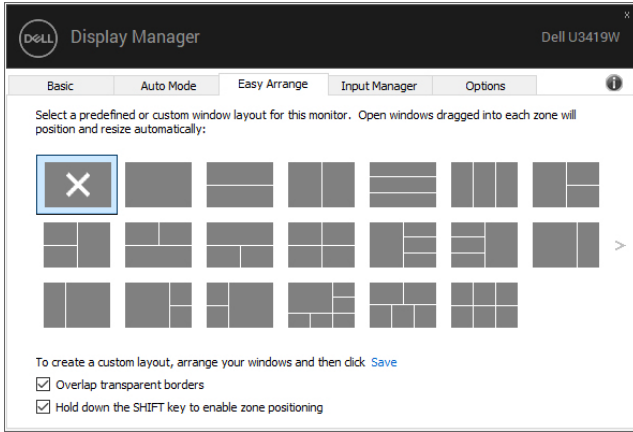 DELL Display Manager
x
Dell U3419W
Basic Auto Mode Easy Arrange Input Manager Options
Select a predefined or custom window layout for this monitor.  Open windows dragged into each zone will
position and resize automatically:
To create a custom layout, arrange your windows and then click Save
Overlap transparent borders
Hold down the SHIFT key to enable zone positioning